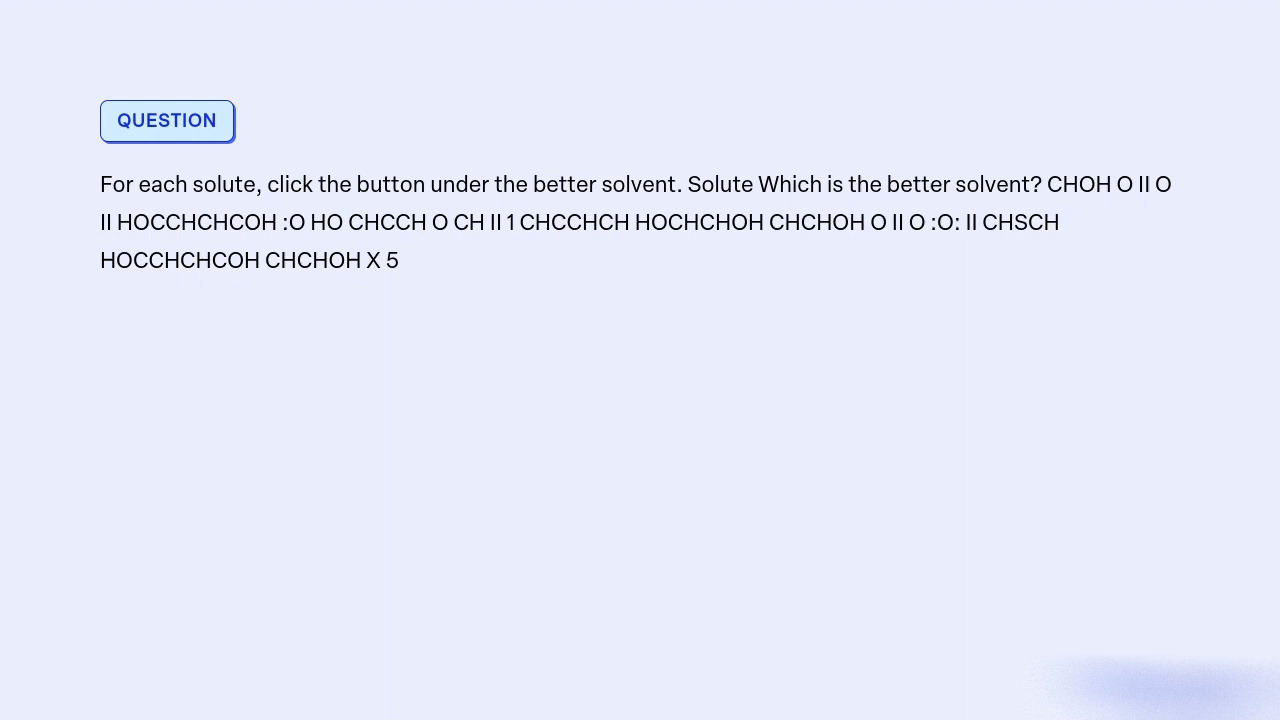 QUESTION
For each solute, click the button under the better solvent. Solute Which is the better solvent? CHOH O II O
II HOCCHCHCOH :O HO CHCCH O CH II 1 CHCCHCH HOCHCHOH CHCHOH O II O :O: II CHSCH
HOCCHCHCOH CHCHOH X 5